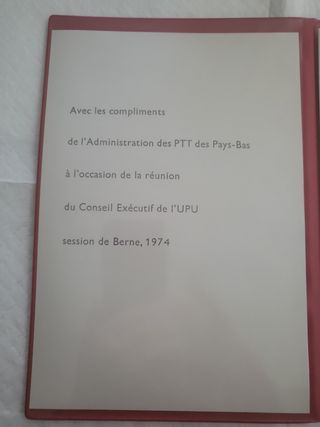 Avec les compliments
de l'Administration des PTT des Pays-Bas
à l'occasion de la réunion
du Conseil Exécutif de l'UPU
session de Berne, 1974